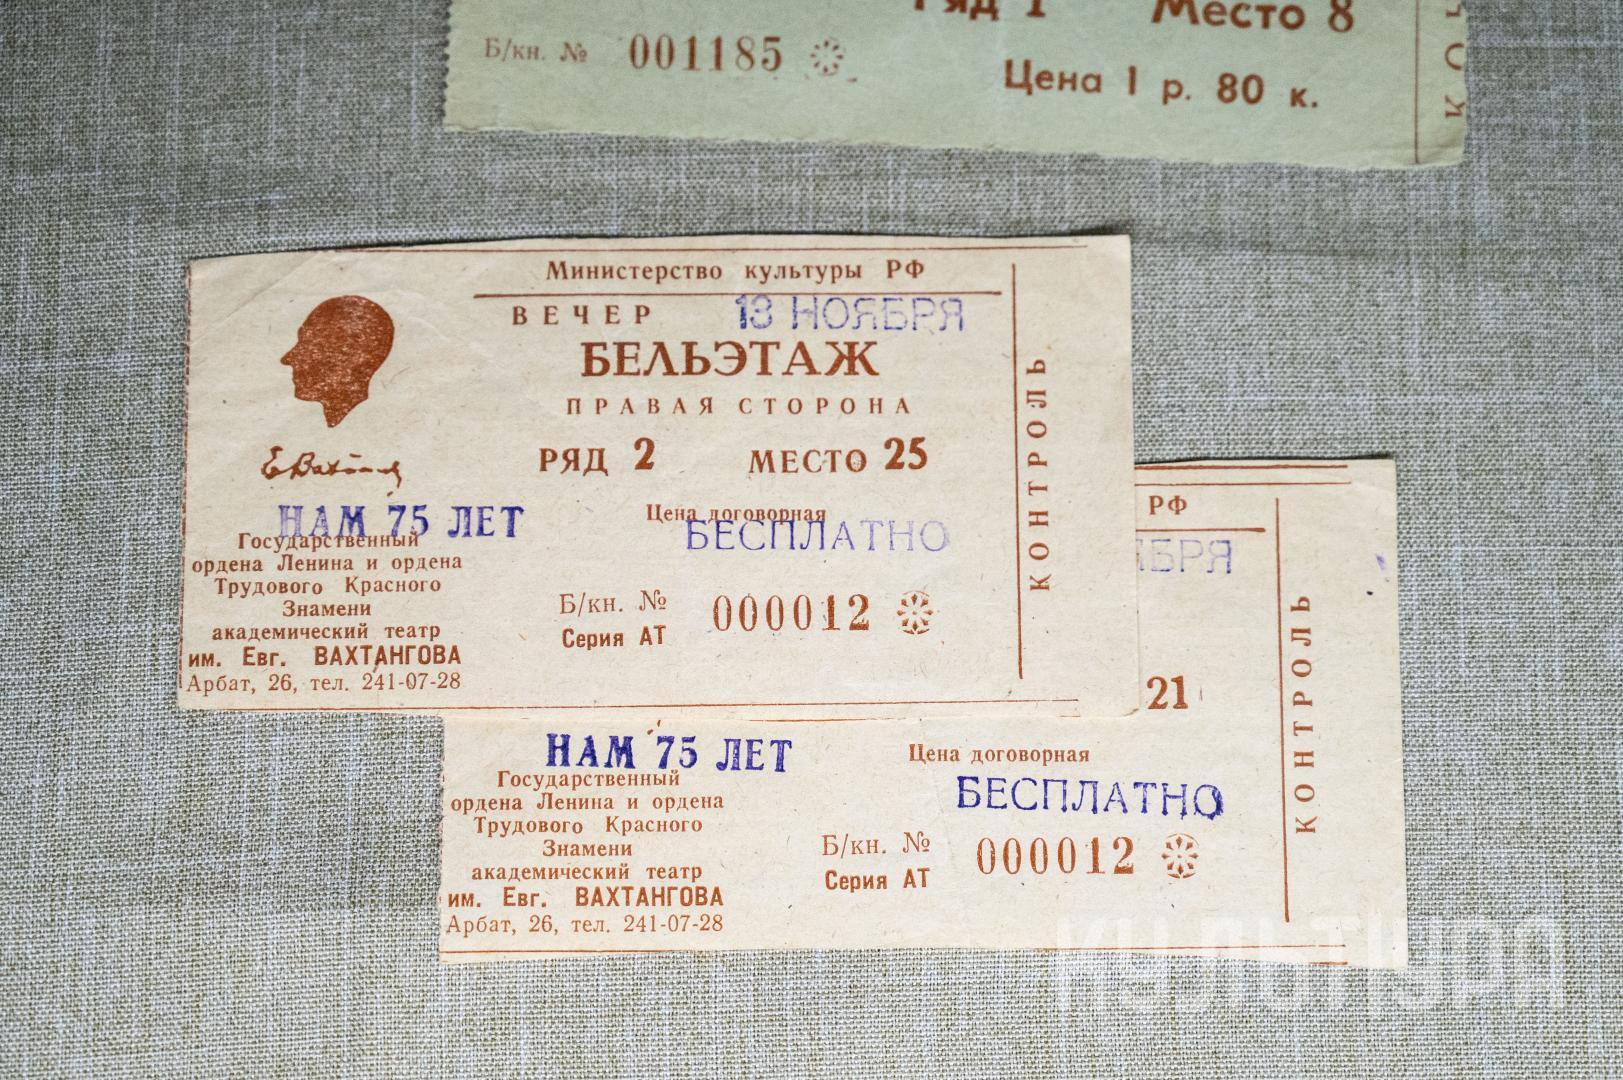 Ряд 1 Место 8
Б/кн. № 001185
Цена 1 р. 80 к.
Министерство культуры РФ
ВЕЧЕР 13 НОЯБРЯ
БЕЛЬЭТАЖ
ПРАВАЯ СТОРОНА
РЯД 2 МЕСТО 25
НАМ 75 ЛЕТ
Цена договорная
БЕСПЛАТНО
Государственный
ордена Ленина и ордена
Трудового Красного
Знамени
академический театр
им. Евг. ВАХТАНГОВА
Арбат, 26, тел. 241-07-28
Б/кн. № 000012
Серия АТ
КОНТРОЛЬ
РФ
ЯБРЯ
21
НАМ 75 ЛЕТ
Цена договорная
БЕСПЛАТНО
Государственный
ордена Ленина и ордена
Трудового Красного
Знамени
академический театр
им. Евг. ВАХТАНГОВА
Арбат, 26, тел. 241-07-28
Б/кн. № 000012
Серия АТ
КОНТРОЛЬ
КУЛЬТУРА